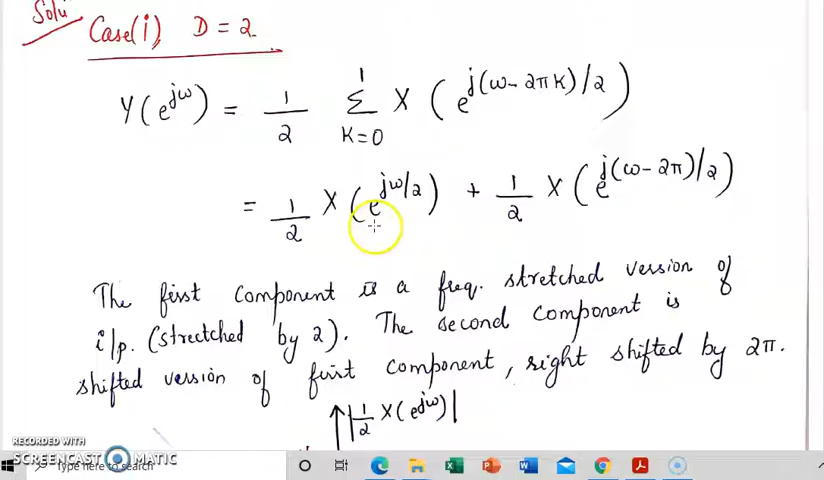 Solu
Case(i) D = 2
Y(e^{jω}) = 1/2 Σ_{K=0}^{1} X(e^{j(ω-2πK)/2})
= 1/2 X(e^{jω/2}) + 1/2 X(e^{j(ω-2π)/2})
The first component is a freq. stretched version of
i/p. (stretched by 2). The second component is
shifted version of first component, right shifted by 2π.
|1/2 X(e^{jω})|
RECORDED WITH
SCREENCAST MATIC
Type here to search